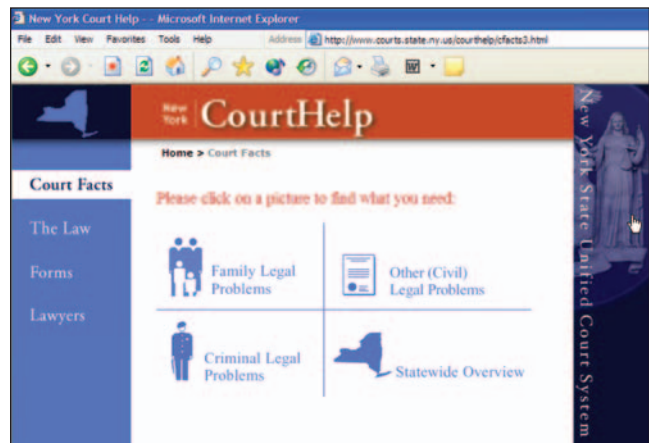 New York Court Help - - Microsoft Internet Explorer
File Edit View Favorites Tools Help Address http://www.courts.state.ny.us/courthelp/cfacts3.html
W
New York CourtHelp
Home > Court Facts
Court Facts
The Law
Forms
Lawyers
Please click on a picture to find what you need:
Family Legal
Problems
Other (Civil)
Legal Problems
Criminal Legal
Problems
Statewide Overview
New York State Unified Court System